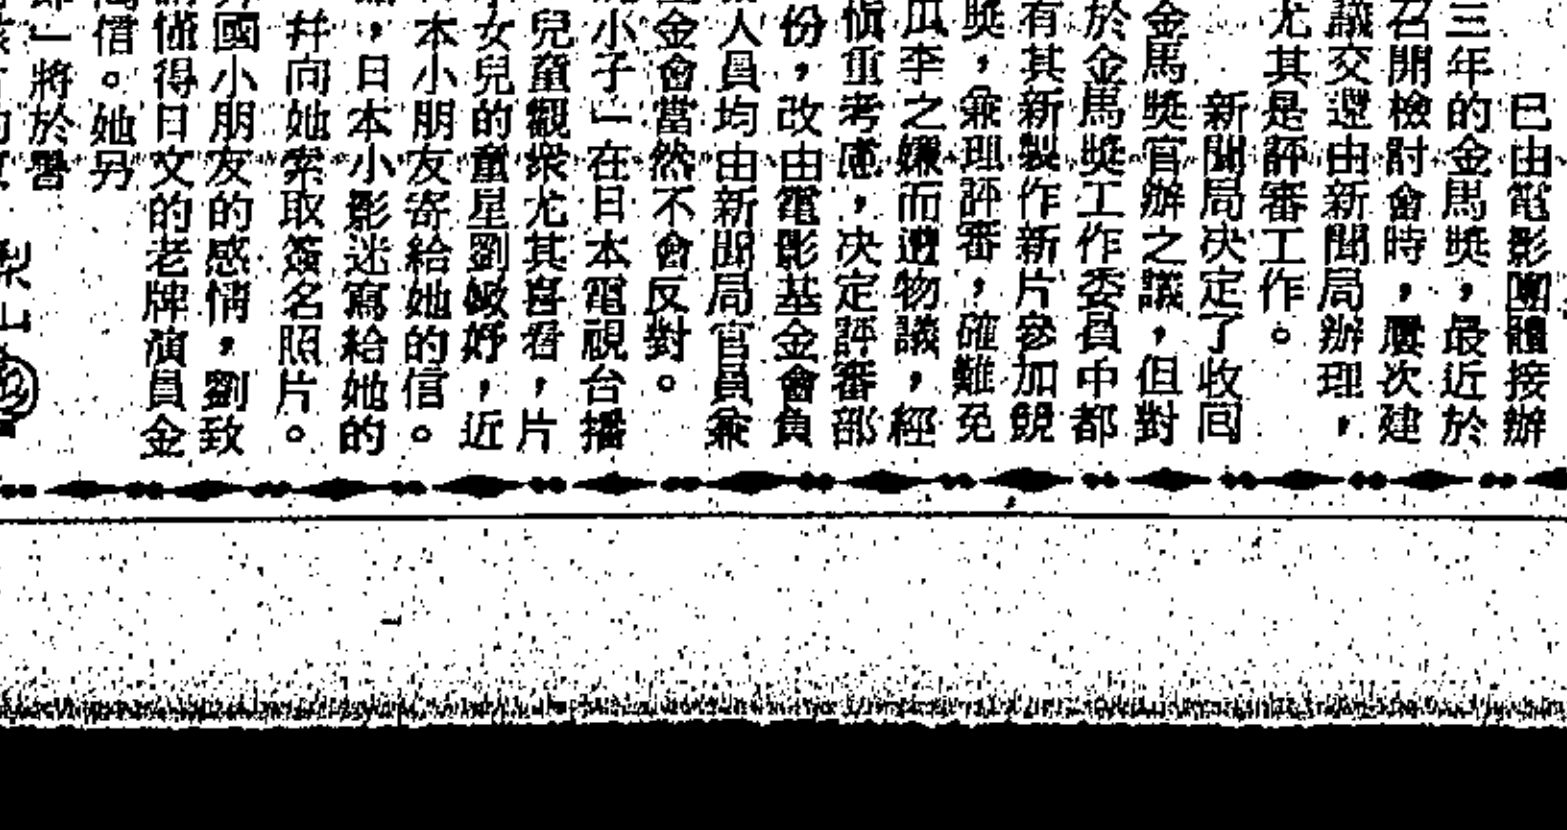 已由電影團體接辦
三年的金馬獎，最近於
召開檢討會時，屢次建
議交還由新聞局辦理，
尤其是評審工作。
新聞局決定了收回
金馬獎官辦之議，但對
於金馬獎工作委員中都
有其新製作新片參加競
獎，兼理評審，確難免
瓜李之嫌而遭物議，經
慎重考慮，決定評審部
份，改由電影基金會負
人員均由新聞局官員兼
金會當然不會反對。
小子」在日本電視台播
兒童觀眾尤其喜看，片
女兒的童星劉致妤，近
本小朋友寄給她的信。
，日本小影迷寫給她的
并向她索取簽名照片。
國小朋友的感情，劉致
懂得日文的老牌演員金
信。她另
」將於
梨山